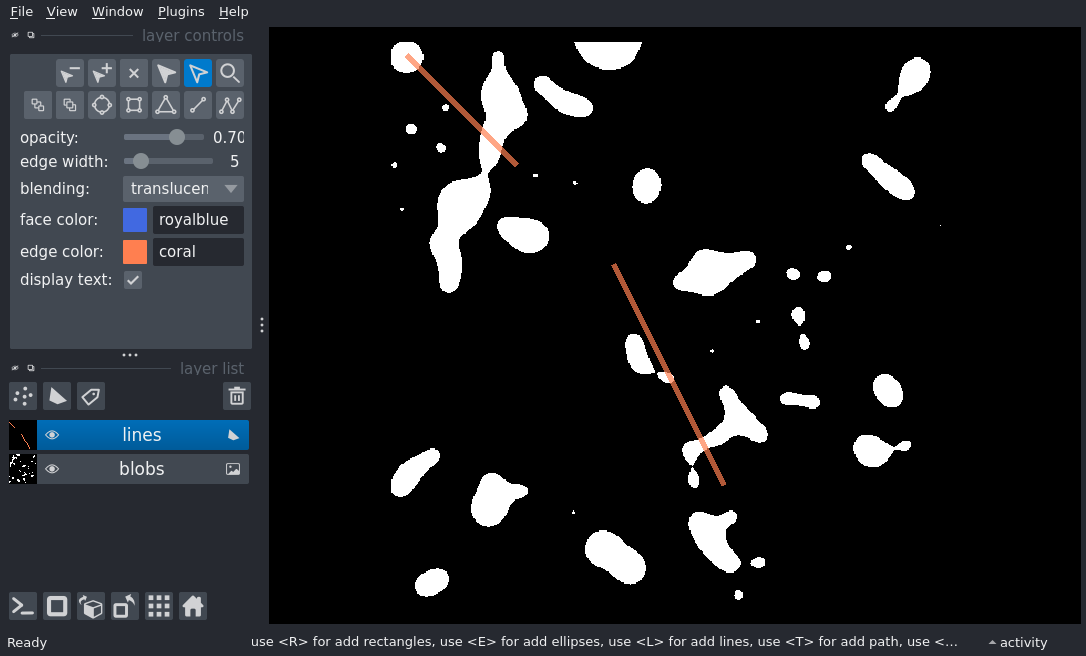 File View Window Plugins Help
layer controls
opacity: 0.70
edge width: 5
blending: translucen
face color: royalblue
edge color: coral
display text:
layer list
lines
blobs
Ready use <R> for add rectangles, use <E> for add ellipses, use <L> for add lines, use <T> for add path, use <... activity